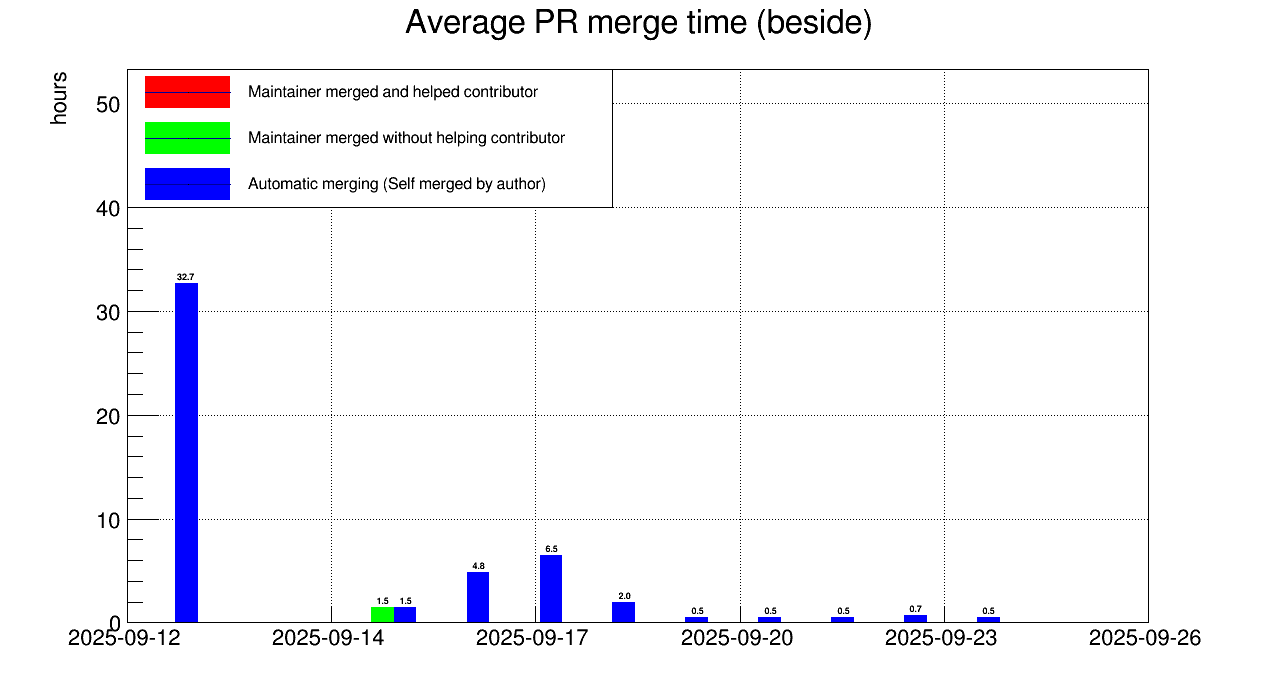 Average PR merge time (beside)
hours
Maintainer merged and helped contributor
Maintainer merged without helping contributor
Automatic merging (Self merged by author)
50
40
30
20
10
0
32.7
1.5 1.5
4.8
6.5
2.0
0.5
0.5
0.5
0.7
0.5
2025-09-12 2025-09-14 2025-09-17 2025-09-20 2025-09-23 2025-09-26